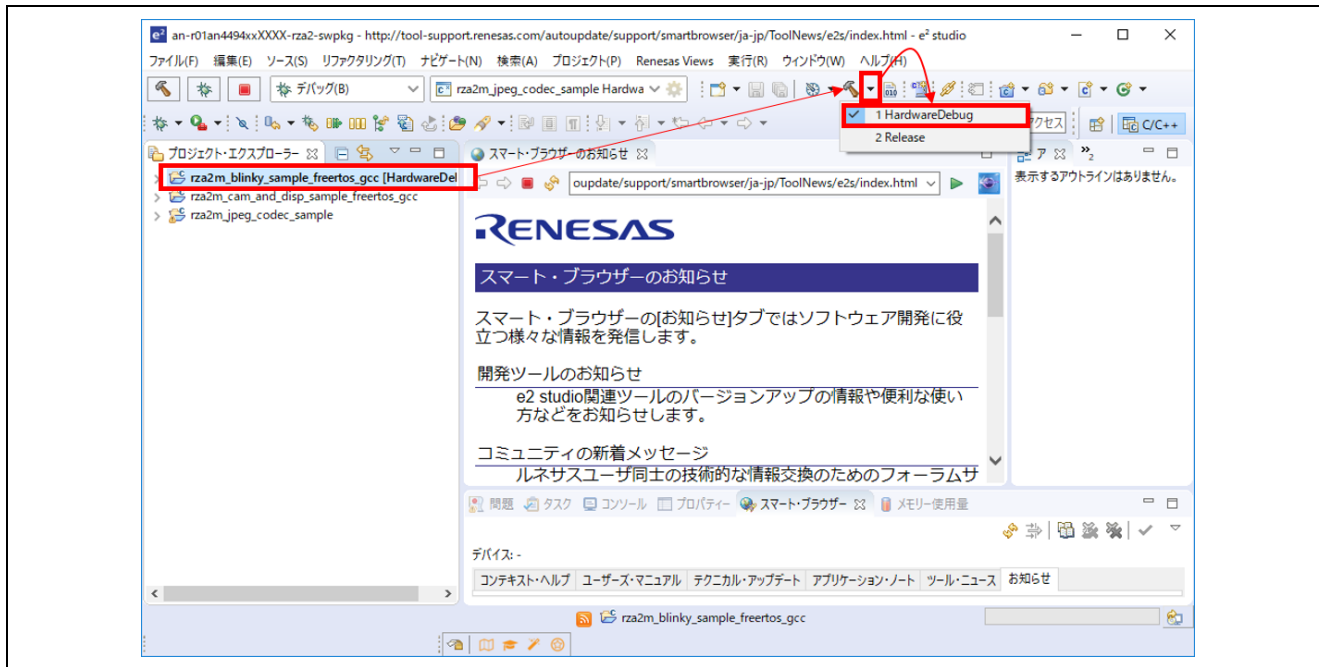 an-r01an4494xxXXXX-rza2-swpkg - http://tool-support.renesas.com/autoupdate/support/smartbrowser/ja-jp/ToolNews/e2s/index.html - e² studio
ファイル(F) 編集(E) ソース(S) リファクタリング(T) ナビゲート(N) 検索(A) プロジェクト(P) Renesas Views 実行(R) ウィンドウ(W) ヘルプ(H)
デバッグ(B) rza2m_jpeg_codec_sample Hardwa
1 HardwareDebug
クアクセス C/C++
2 Release
プロジェクト・エクスプローラー スマート・ブラウザーのお知らせ ア 2
rza2m_blinky_sample_freertos_gcc [HardwareDel
rza2m_cam_and_disp_sample_freertos_gcc
rza2m_jpeg_codec_sample
oupdate/support/smartbrowser/ja-jp/ToolNews/e2s/index.html
表示するアウトラインはありません。
RENESAS
スマート・ブラウザーのお知らせ
スマート・ブラウザーの[お知らせ]タブではソフトウェア開発に役
立つ様々な情報を発信します。
開発ツールのお知らせ
e2 studio関連ツールのバージョンアップの情報や便利な使い
方などをお知らせします。
コミュニティの新着メッセージ
ルネサスユーザ同士の技術的な情報交換のためのフォーラムサ
問題 タスク コンソール プロパティー スマート・ブラウザー メモリー使用量
デバイス: -
コンテキスト・ヘルプ ユーザーズ・マニュアル テクニカル・アップデート アプリケーション・ノート ツール・ニュース お知らせ
rza2m_blinky_sample_freertos_gcc